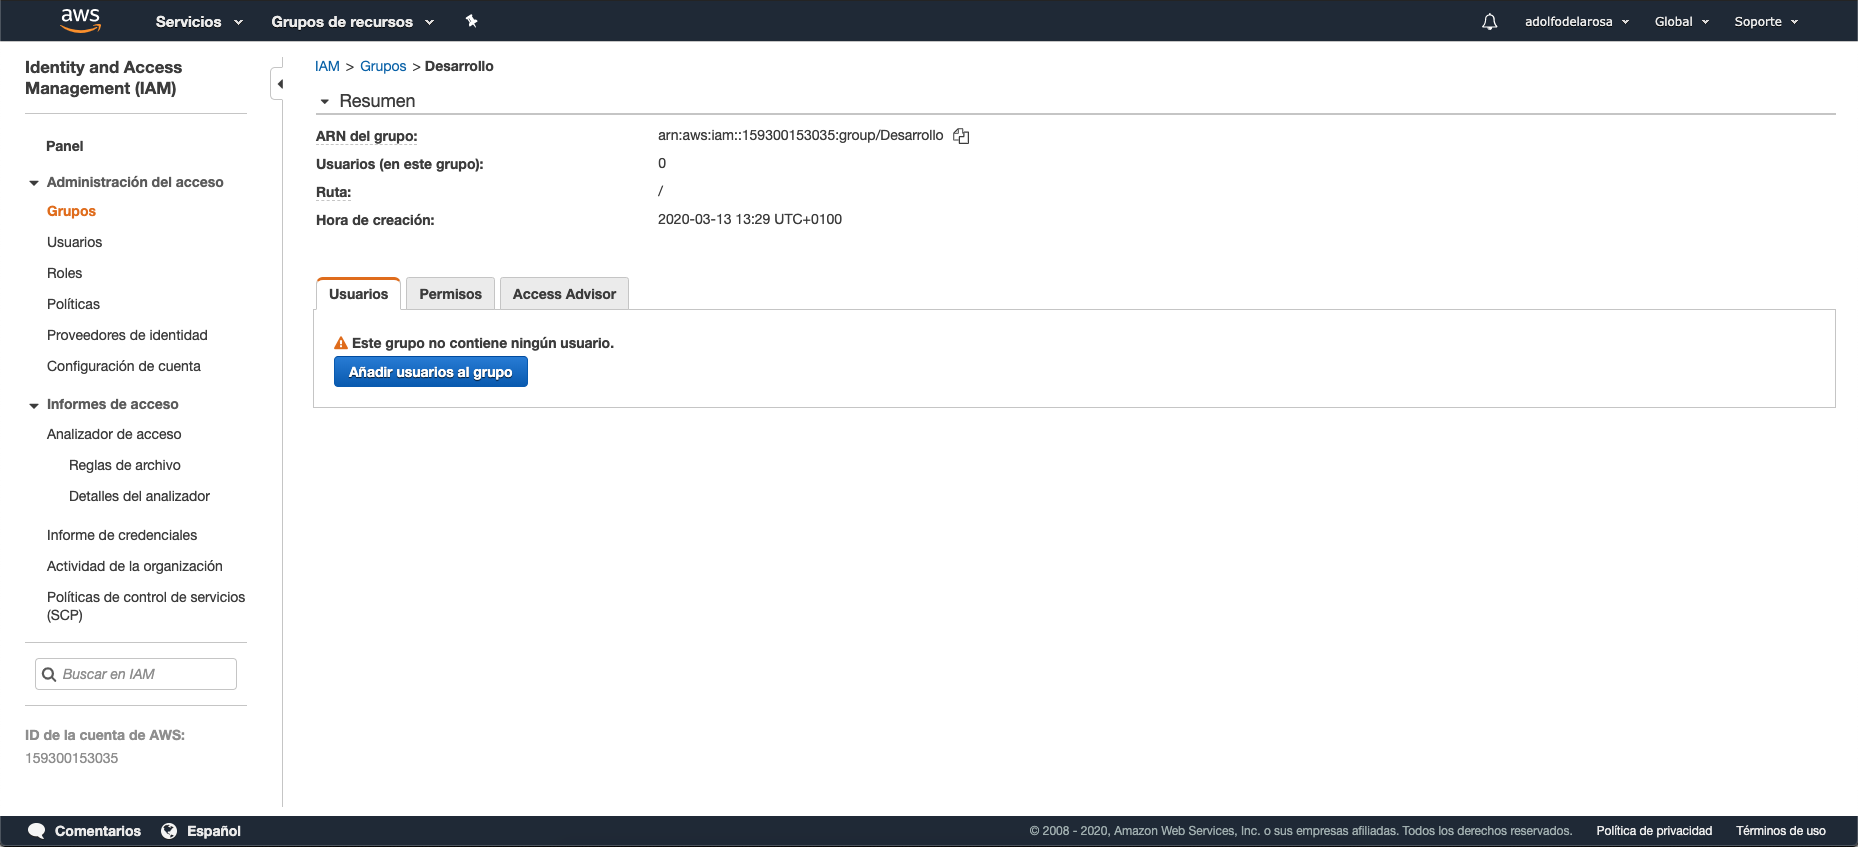 aws
Servicios
Grupos de recursos
adolfodelarosa
Global
Soporte
Identity and Access
Management (IAM)
Panel
Administración del acceso
Grupos
Usuarios
Roles
Políticas
Proveedores de identidad
Configuración de cuenta
Informes de acceso
Analizador de acceso
Reglas de archivo
Detalles del analizador
Informe de credenciales
Actividad de la organización
Políticas de control de servicios
(SCP)
Buscar en IAM
ID de la cuenta de AWS:
159300153035
IAM > Grupos > Desarrollo
Resumen
ARN del grupo: arn:aws:iam::159300153035:group/Desarrollo
Usuarios (en este grupo): 0
Ruta: /
Hora de creación: 2020-03-13 13:29 UTC+0100
Usuarios
Permisos
Access Advisor
Este grupo no contiene ningún usuario.
Añadir usuarios al grupo
Comentarios
Español
© 2008 - 2020, Amazon Web Services, Inc. o sus empresas afiliadas. Todos los derechos reservados.
Política de privacidad
Términos de uso